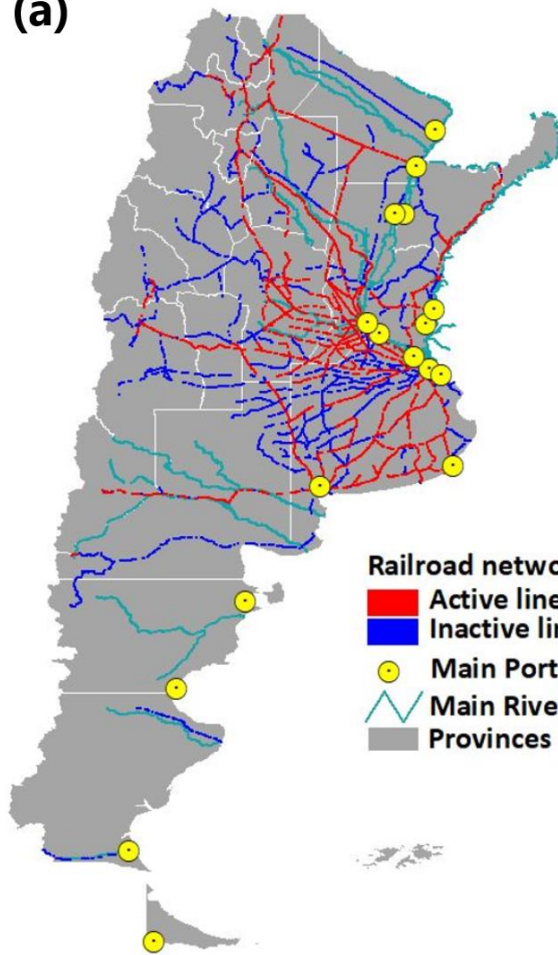 (a)
Railroad netwo
Active line
Inactive lin
Main Port
Main Rive
Provinces